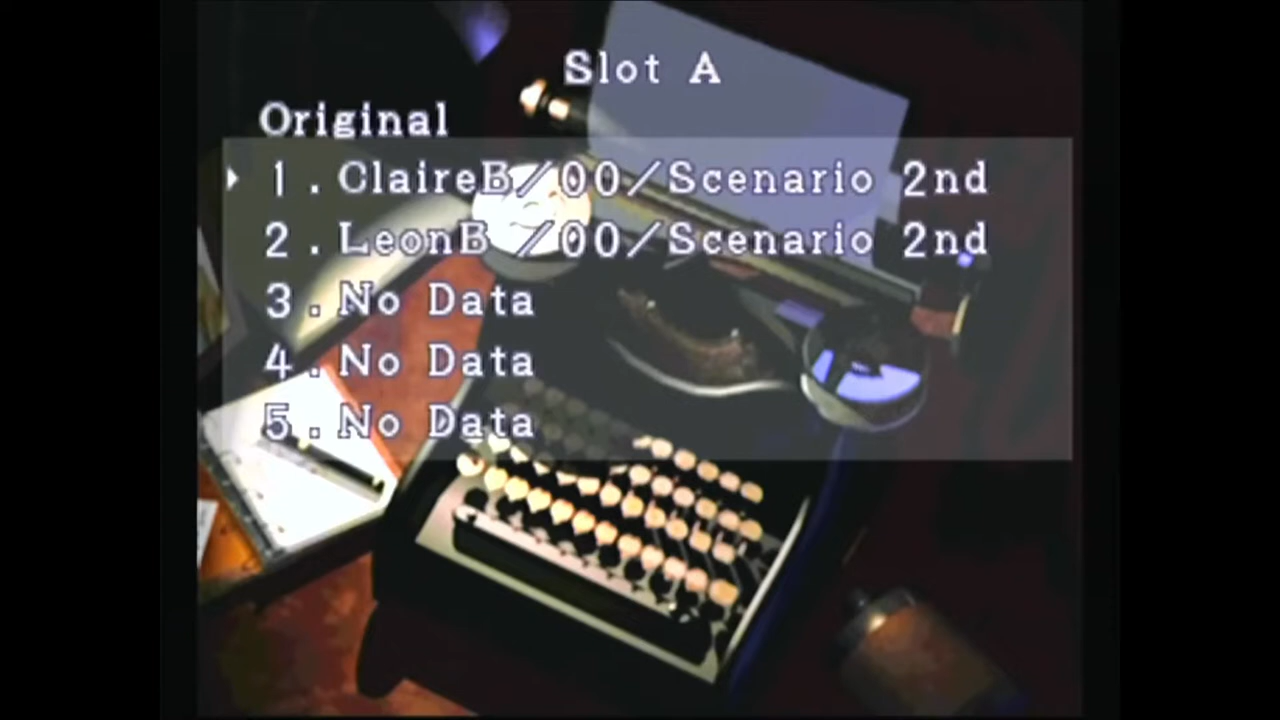 Slot A
Original
1. ClaireB/00/Scenario 2nd
2. LeonB /00/Scenario 2nd
3. No Data
4. No Data
5. No Data